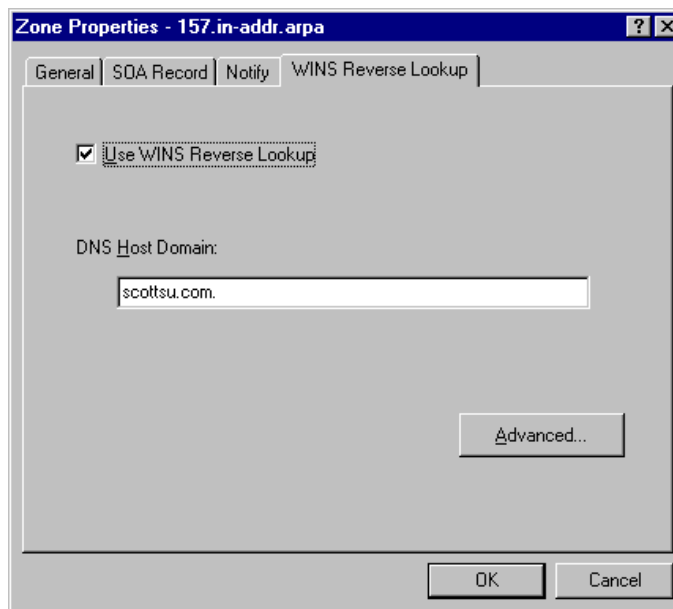 Zone Properties - 157.in-addr.arpa
General SOA Record Notify WINS Reverse Lookup
Use WINS Reverse Lookup
DNS Host Domain:
scottsu.com.
Advanced...
OK Cancel